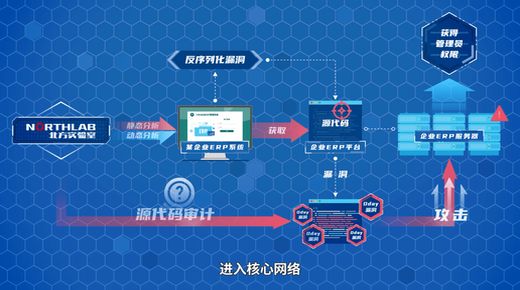 获得
管理员
权限
反序列化漏洞
NORTHLAB
北方实验室
静态分析
动态分析
某企业ERP系统
获取
源代码
企业ERP平台
企业ERP服务器
漏洞
源代码审计
0day
漏洞
0day
漏洞
0day
漏洞
0day
漏洞
攻击
进入核心网络